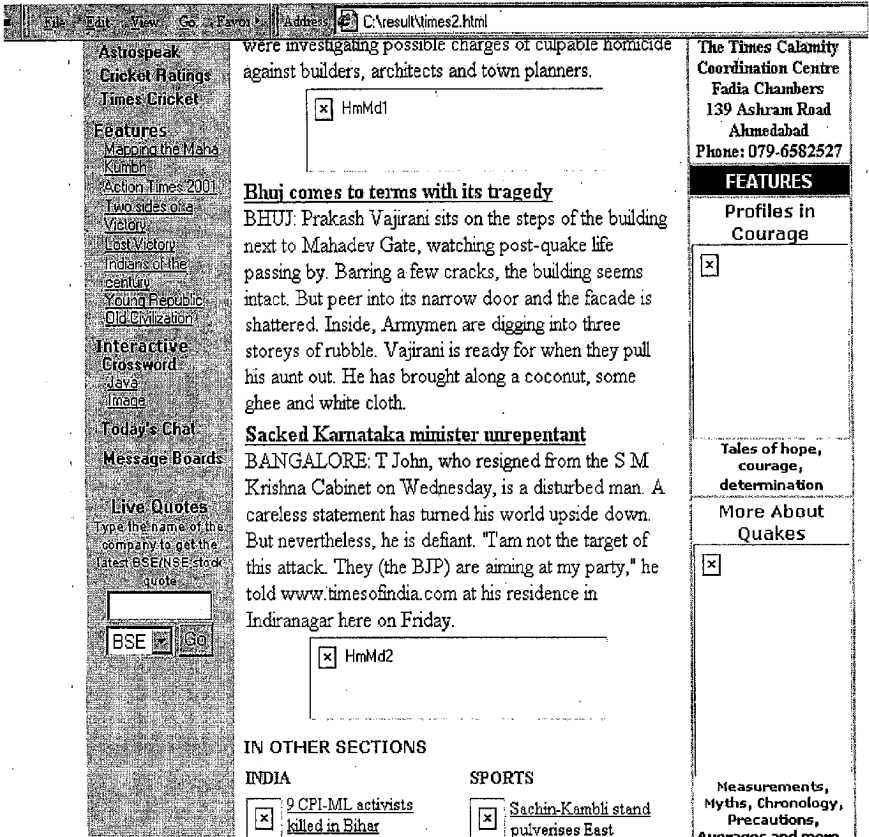 File Edit View Go Favor Address C:\result\times2.html
Astrospeak
Cricket Ratings
Times Cricket
Features
Mapping the Maha
Kumbh
Action Times 2001
Two sides of a
Victory
Lost Victory
Indians of the
century
Young Republic
Old Civilization
Interactive
Crossword
Java
Image
Today's Chat
Message Boards
Live Quotes
Type the name of the
company to get the
latest BSE/NSE stock
quote
BSE Go
were investigating possible charges of culpable homicide
against builders, architects and town planners.
HmMd1
Bhuj comes to terms with its tragedy
BHUJ: Prakash Vajirani sits on the steps of the building
next to Mahadev Gate, watching post-quake life
passing by. Barring a few cracks, the building seems
intact. But peer into its narrow door and the facade is
shattered. Inside, Armymen are digging into three
storeys of rubble. Vajirani is ready for when they pull
his aunt out. He has brought along a coconut, some
ghee and white cloth.
Sacked Karnataka minister unrepentant
BANGALORE: T John, who resigned from the S M
Krishna Cabinet on Wednesday, is a disturbed man. A
careless statement has turned his world upside down.
But nevertheless, he is defiant. "I'am not the target of
this attack. They (the BJP) are aiming at my party," he
told www.timesofindia.com at his residence in
Indiranagar here on Friday.
HmMd2
IN OTHER SECTIONS
INDIA
9 CPI-ML activists
killed in Bihar
SPORTS
Sachin-Kambli stand
pulverises East
The Times Calamity
Coordination Centre
Fadia Chambers
139 Ashram Road
Ahmedabad
Phone: 079-6582527
FEATURES
Profiles in
Courage
Tales of hope,
courage,
determination
More About
Quakes
Measurements,
Myths, Chronology,
Precautions,
Averages and more